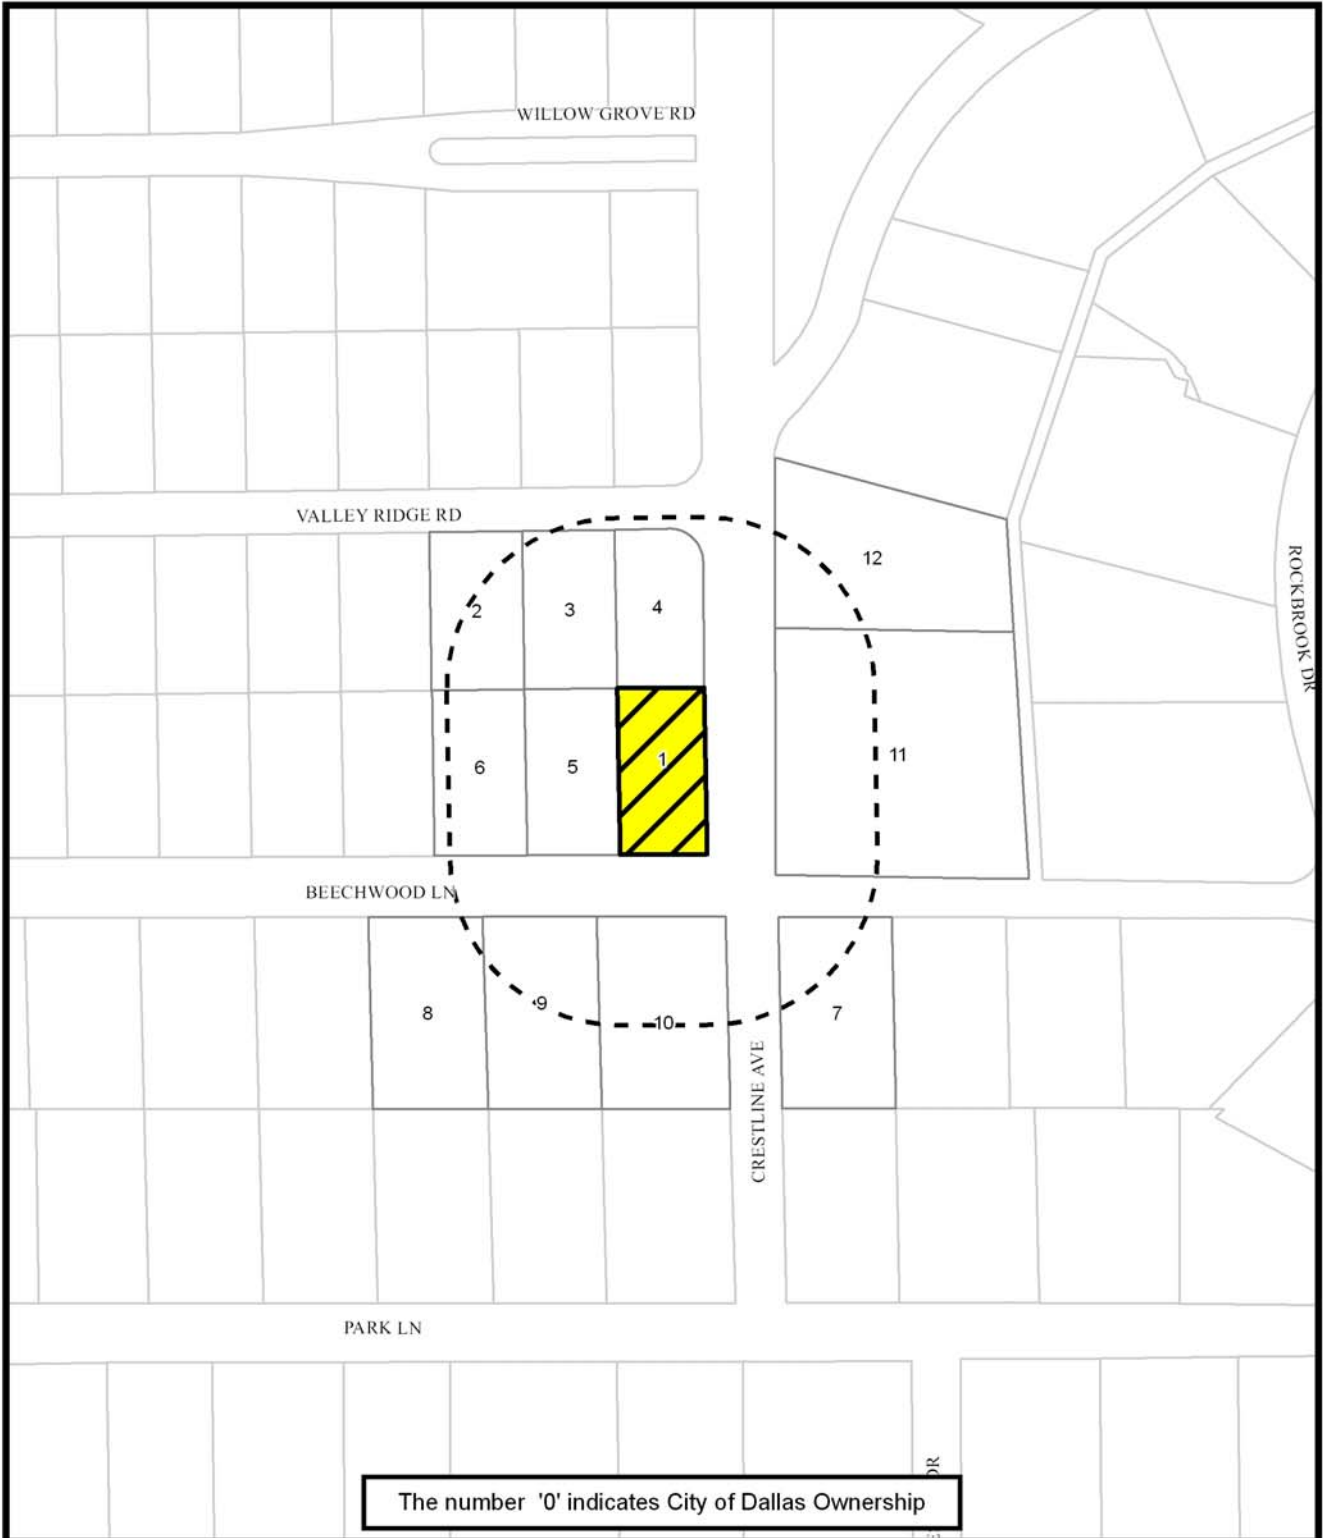 WILLOW GROVE RD
VALLEY RIDGE RD
12
ROCKBROOK DR
2
3
4
6
5
1
11
BEECHWOOD LN
8
9
10
7
CRESTLINE AVE
PARK LN
DR
The number '0' indicates City of Dallas Ownership